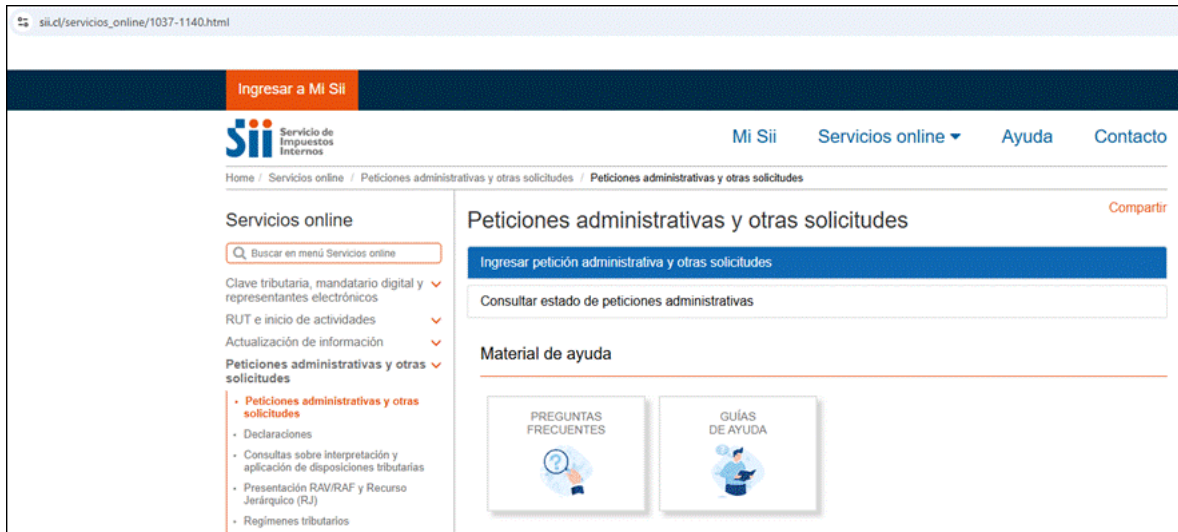 sii.cl/servicios_online/1037-1140.html
Ingresar a Mi Sii
Sii Servicio de
Impuestos
Internos
Mi Sii Servicios online Ayuda Contacto
Home / Servicios online / Peticiones administrativas y otras solicitudes / Peticiones administrativas y otras solicitudes
Servicios online
Buscar en menú Servicios online
Clave tributaria, mandatario digital y
representantes electrónicos
RUT e inicio de actividades
Actualización de información
Peticiones administrativas y otras
solicitudes
Peticiones administrativas y otras
solicitudes
Declaraciones
Consultas sobre interpretación y
aplicación de disposiciones tributarias
Presentación RAV/RAF y Recurso
Jerárquico (RJ)
Regímenes tributarios
Compartir
Peticiones administrativas y otras solicitudes
Ingresar petición administrativa y otras solicitudes
Consultar estado de peticiones administrativas
Material de ayuda
PREGUNTAS
FRECUENTES
GUÍAS
DE AYUDA